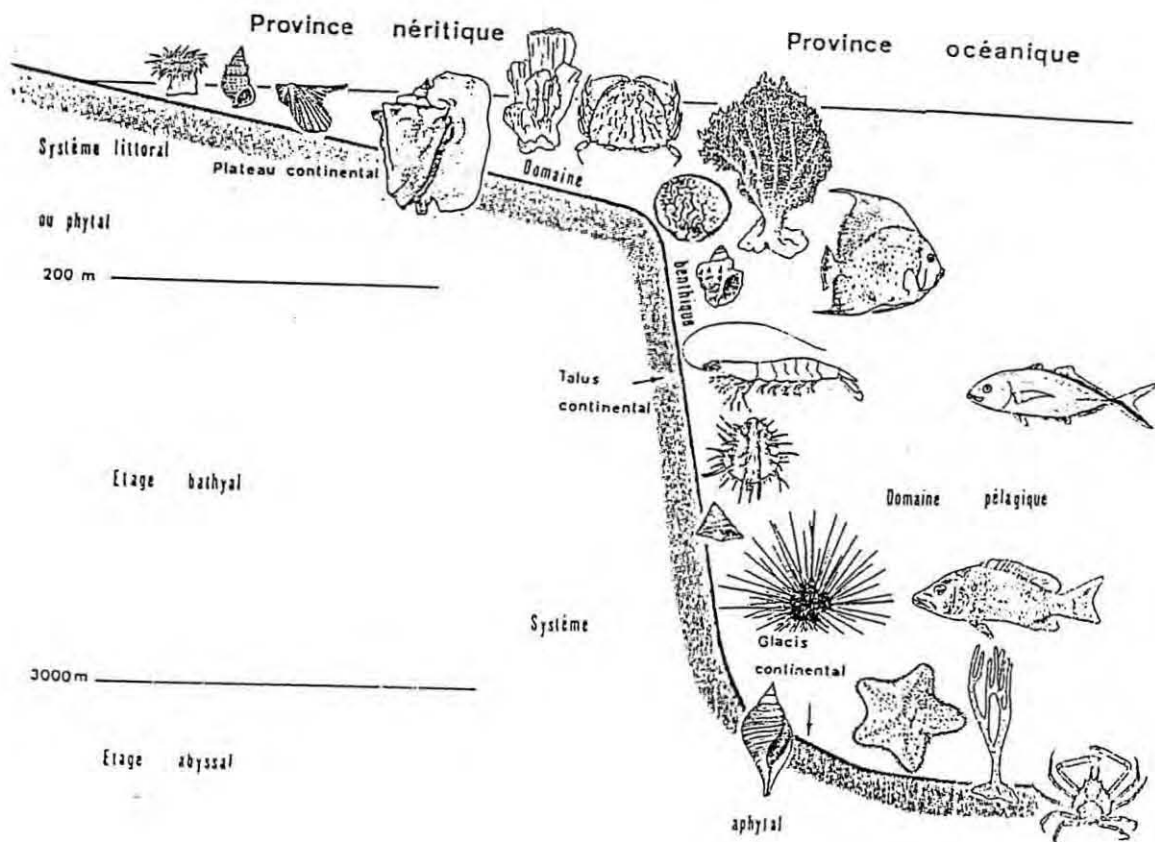 Province néritique
Province océanique
Système littoral
Plateau continental
Domaine
ou phytal
benthique
200 m
Talus
continental
Etage bathyal
Domaine pélagique
Système
Glacis
continental
3000 m
Etage abyssal
aphytal